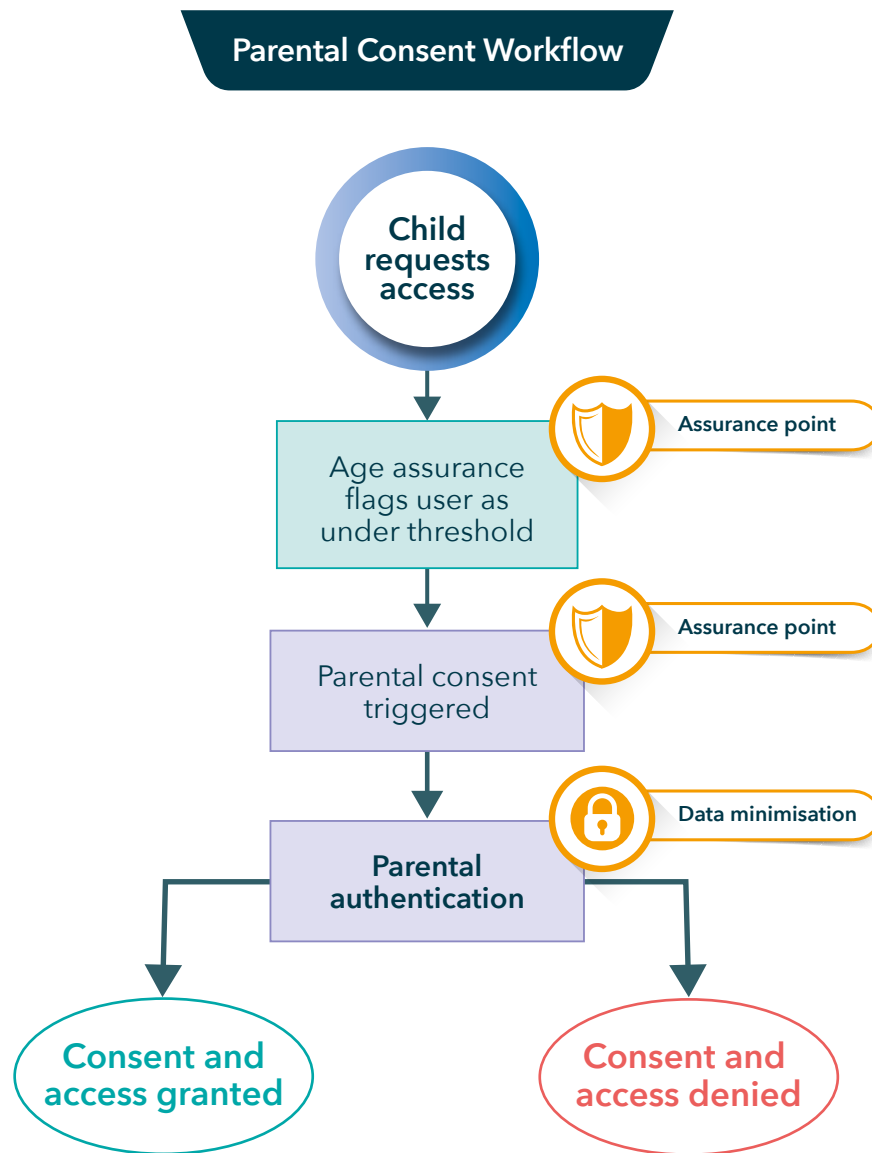 Parental Consent Workflow
Child
requests
access
Assurance point
Age assurance
flags user as
under threshold
Assurance point
Parental consent
triggered
Data minimisation
Parental
authentication
Consent and
access granted
Consent and
access denied